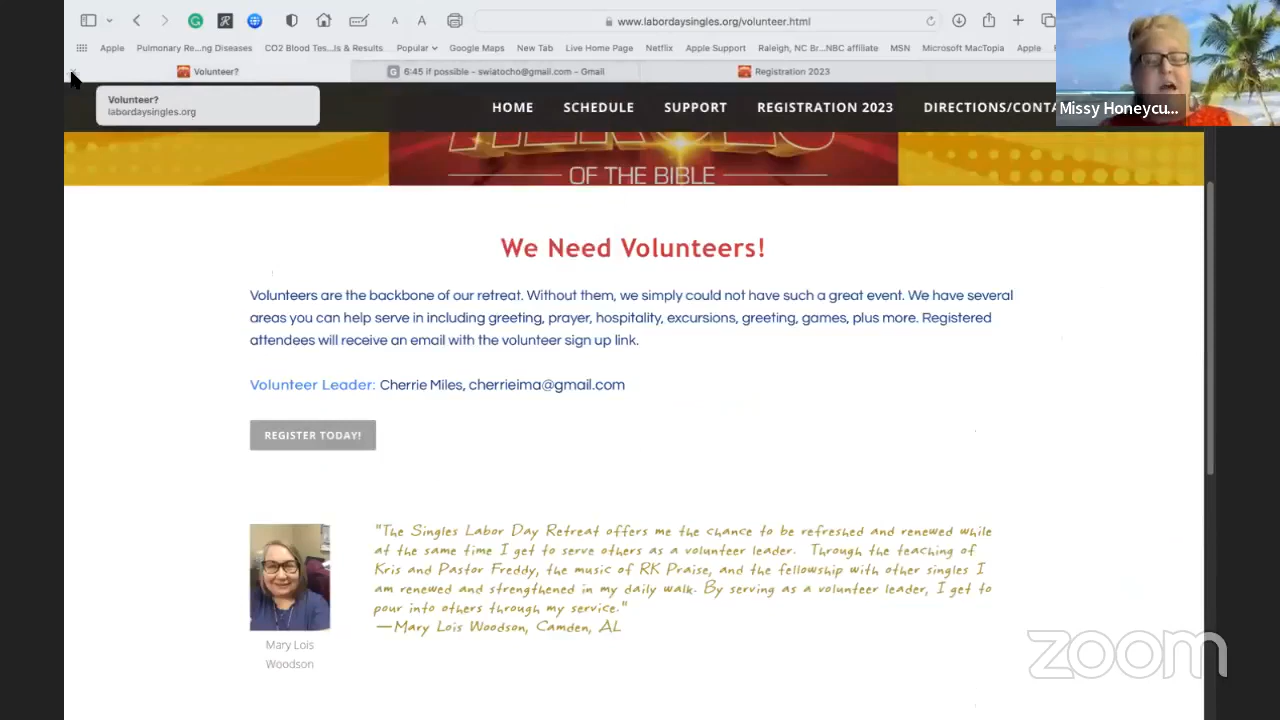 www.labordaysingles.org/volunteer.html
Apple Pulmonary Re...ng Diseases CO2 Blood Tes...ls & Results Popular Google Maps New Tab Live Home Page Netflix Apple Support Raleigh, NC Br...NBC affiliate MSN Microsoft MacTopia Apple
Volunteer? 6:45 if possible - swiatocho@gmail.com - Gmail Registration 2023
Volunteer?
labordaysingles.org
HOME SCHEDULE SUPPORT REGISTRATION 2023 DIRECTIONS/CONTA
Missy Honeycu...
OF THE BIBLE
We Need Volunteers!
Volunteers are the backbone of our retreat. Without them, we simply could not have such a great event. We have several
areas you can help serve in including greeting, prayer, hospitality, excursions, greeting, games, plus more. Registered
attendees will receive an email with the volunteer sign up link.
Volunteer Leader: Cherrie Miles, cherrieima@gmail.com
REGISTER TODAY!
"The Singles Labor Day Retreat offers me the chance to be refreshed and renewed while
at the same time I get to serve others as a volunteer leader. Through the teaching of
Kris and Pastor Freddy, the music of RK Praise, and the fellowship with other singles I
am renewed and strengthened in my daily walk. By serving as a volunteer leader, I get to
pour into others through my service."
—Mary Lois Woodson, Camden, AL
Mary Lois
Woodson
zoom